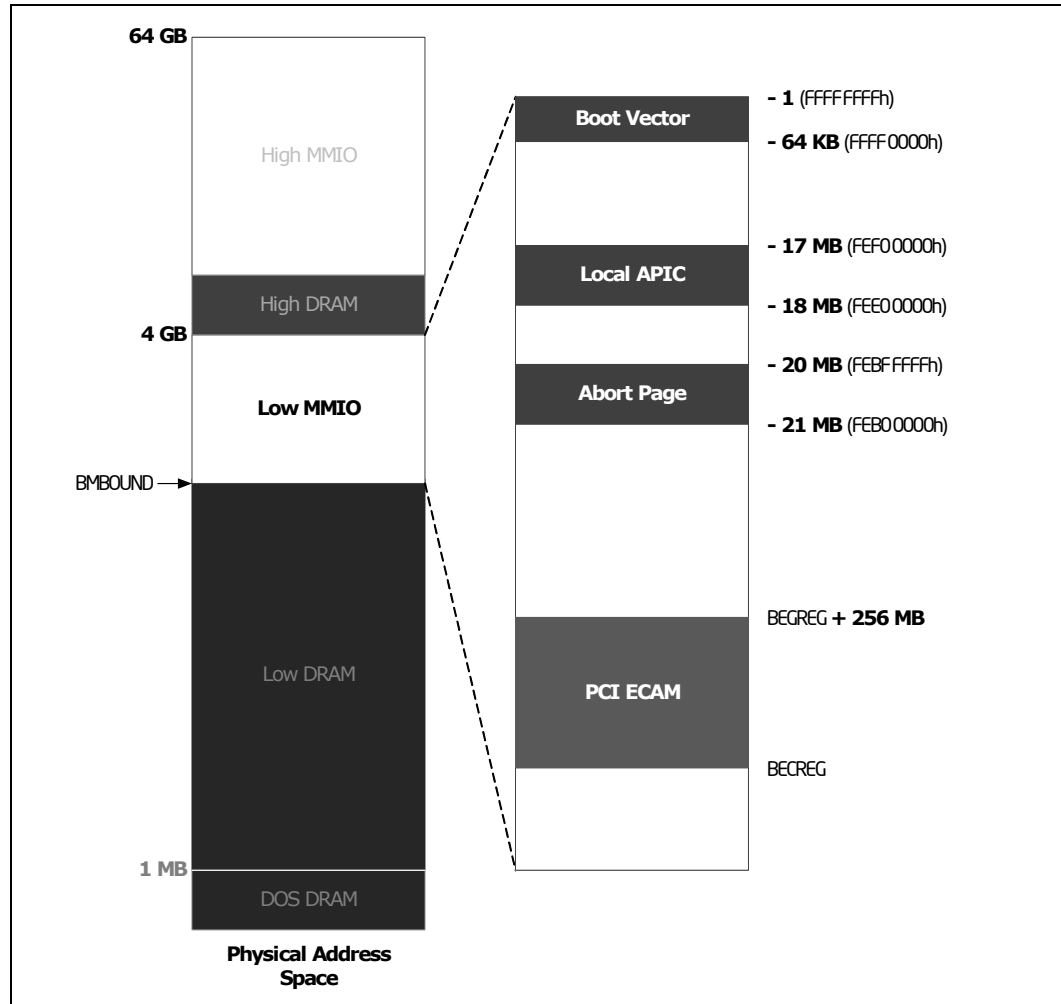 64 GB
High MMIO
High DRAM
4 GB
Low MMIO
BMBOUND
Low DRAM
1 MB
DOS DRAM
Physical Address
Space
Boot Vector
- 1 (FFFFFFFFh)
- 64 KB (FFFF0000h)
Local APIC
- 17 MB (FEF00000h)
- 18 MB (FEE00000h)
Abort Page
- 20 MB (FEBFFFFFh)
- 21 MB (FEB00000h)
BEGREG + 256 MB
PCI ECAM
BECREG